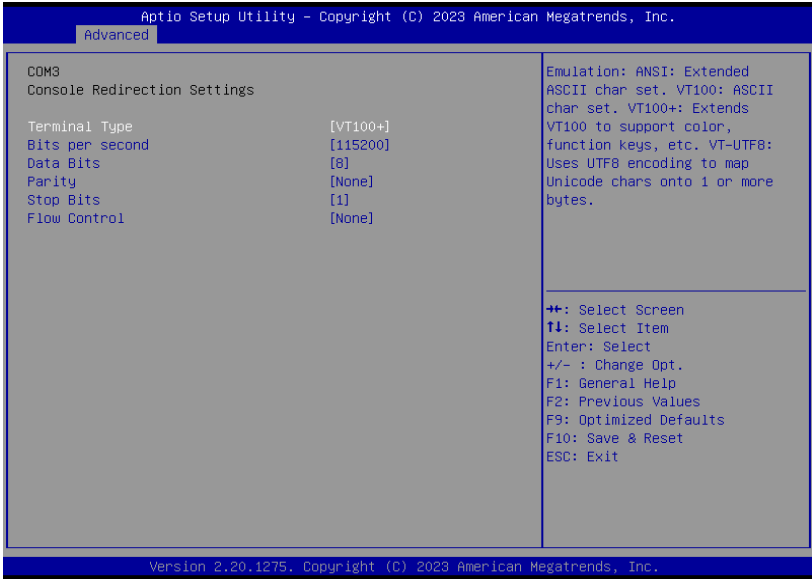 Aptio Setup Utility – Copyright (C) 2023 American Megatrends, Inc.
Advanced
COM3
Console Redirection Settings
Terminal Type [VT100+]
Bits per second [115200]
Data Bits [8]
Parity [None]
Stop Bits [1]
Flow Control [None]
Emulation: ANSI: Extended
ASCII char set. VT100: ASCII
char set. VT100+: Extends
VT100 to support color,
function keys, etc. VT-UTF8:
Uses UTF8 encoding to map
Unicode chars onto 1 or more
bytes.
→←: Select Screen
↑↓: Select Item
Enter: Select
+/- : Change Opt.
F1: General Help
F2: Previous Values
F9: Optimized Defaults
F10: Save & Reset
ESC: Exit
Version 2.20.1275. Copyright (C) 2023 American Megatrends, Inc.